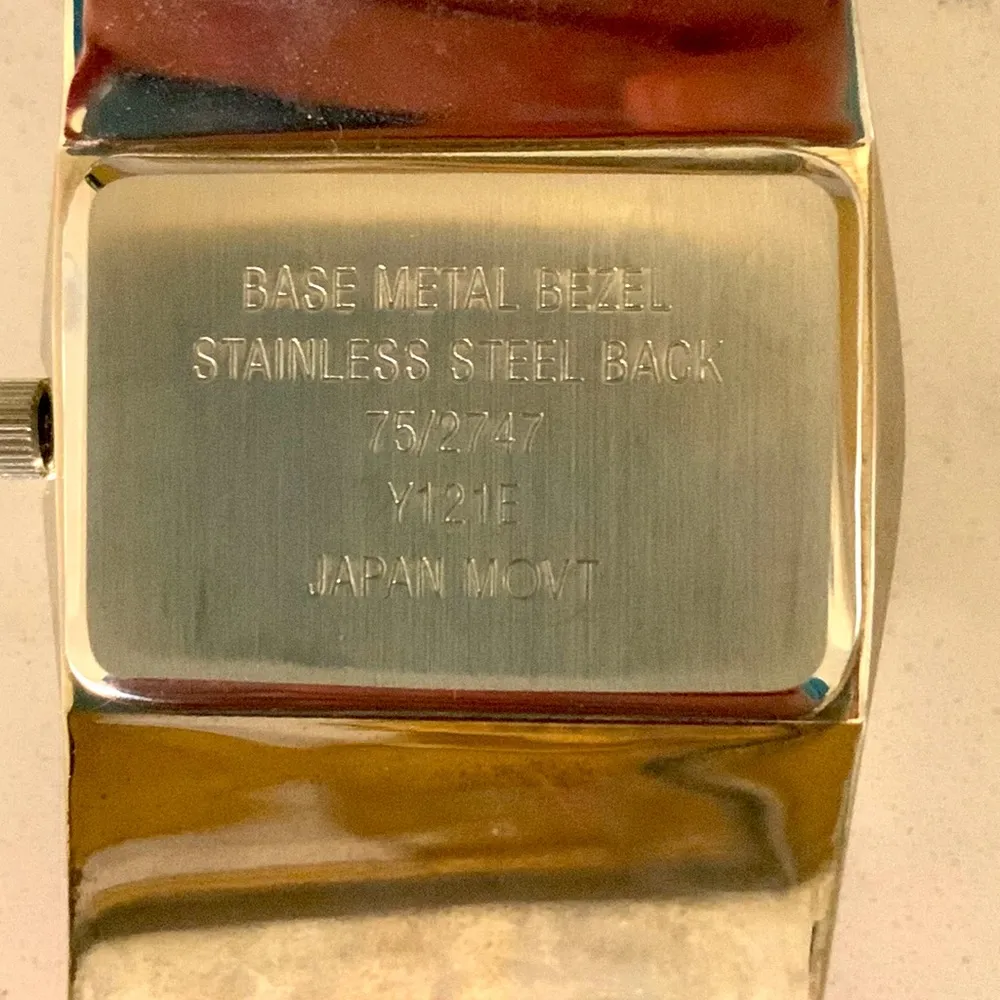 BASE METAL BEZEL
STAINLESS STEEL BACK
75/2747
Y121E
JAPAN MOVT